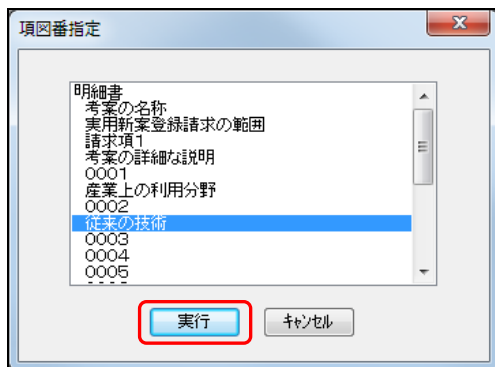 項図番指定
明細書
考案の名称
実用新案登録請求の範囲
請求項1
考案の詳細な説明
0001
産業上の利用分野
0002
従来の技術
0003
0004
0005
実行 キャンセル